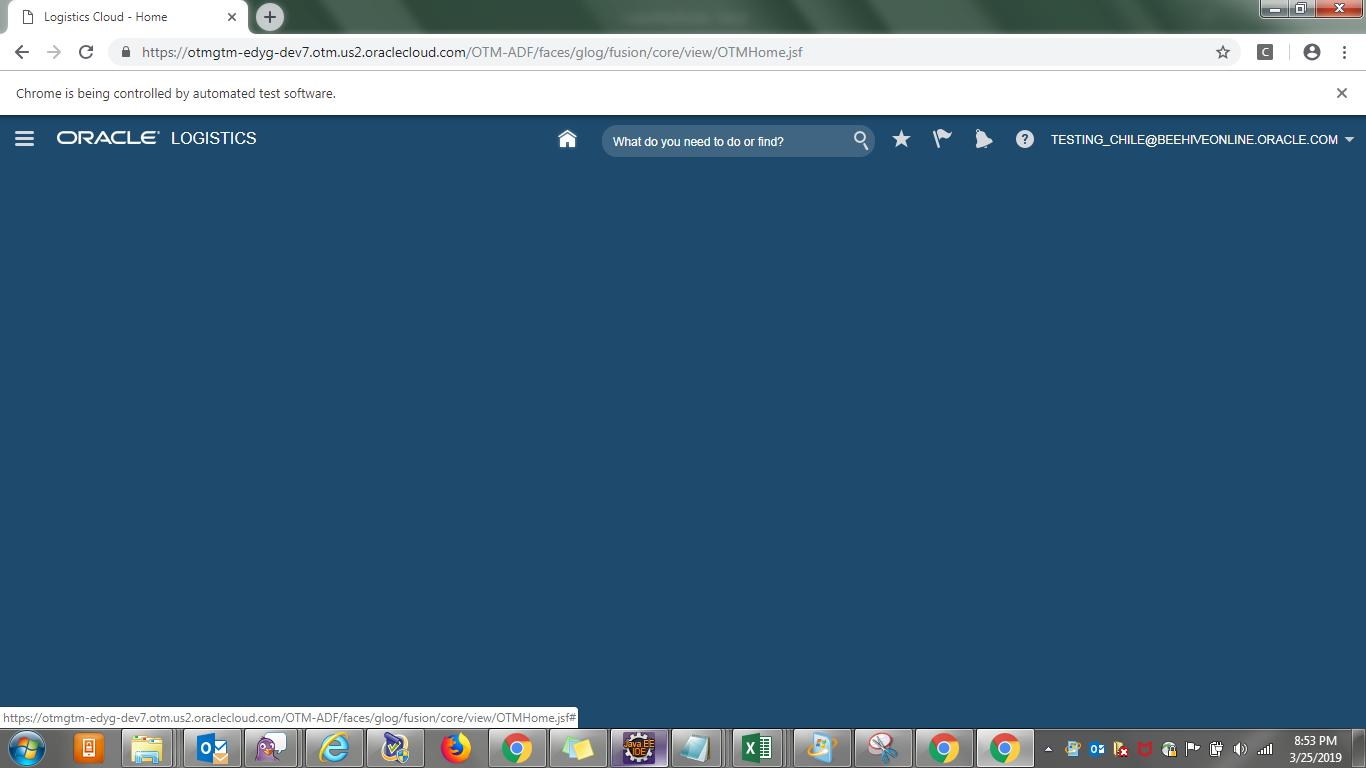 Logistics Cloud - Home
https://otmgtm-edyg-dev7.otm.us2.oraclecloud.com/OTM-ADF/faces/glog/fusion/core/view/OTMHome.jsf
C
Chrome is being controlled by automated test software.
ORACLE LOGISTICS
What do you need to do or find?
?
TESTING_CHILE@BEEHIVEONLINE.ORACLE.COM
https://otmgtm-edyg-dev7.otm.us2.oraclecloud.com/OTM-ADF/faces/glog/fusion/core/view/OTMHome.jsf#
Java EE
IDE
8:53 PM
3/25/2019